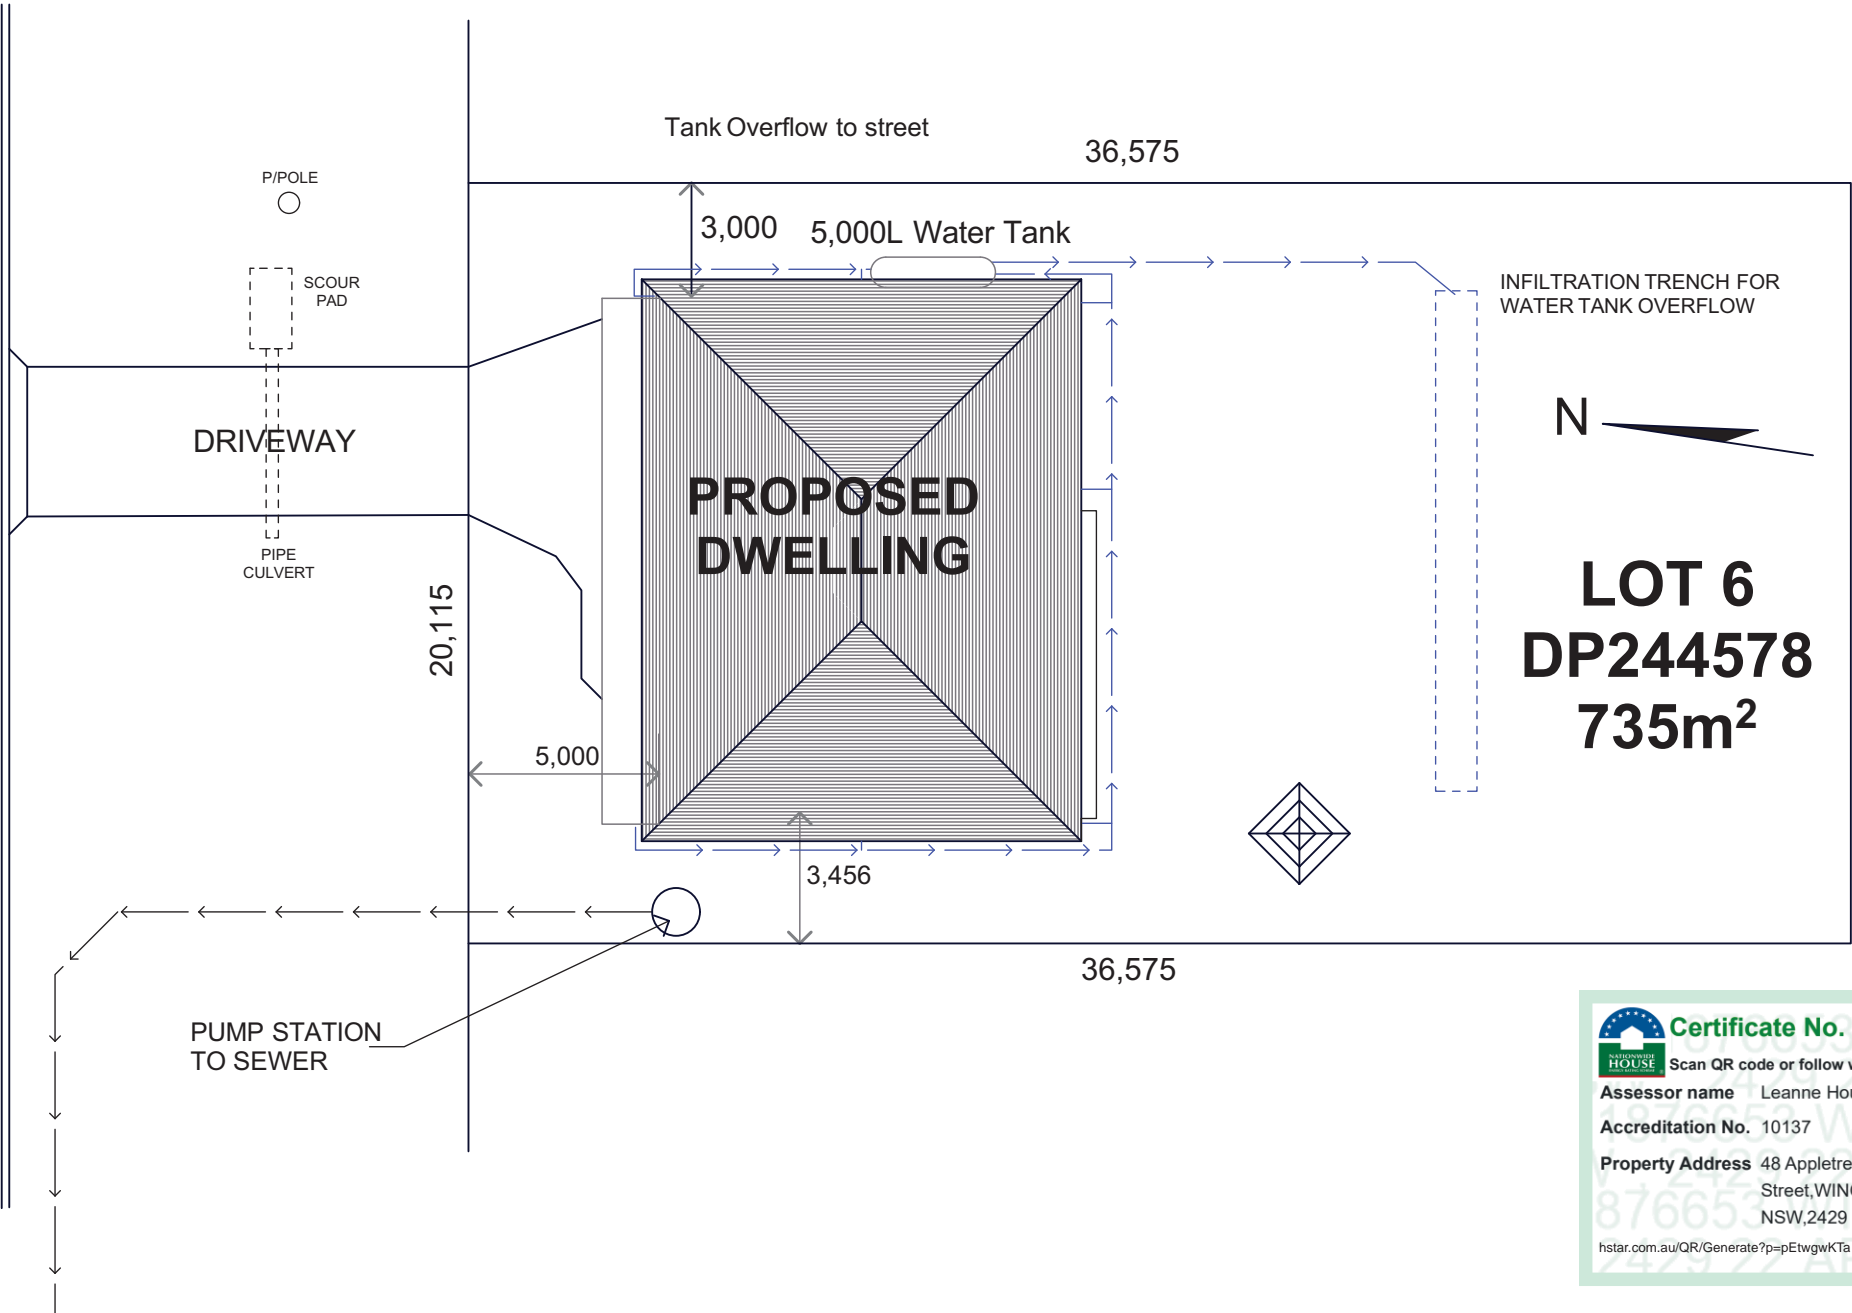 Tank Overflow to street
36,575
P/POLE
3,000
5,000L Water Tank
SCOUR
PAD
INFILTRATION TRENCH FOR
WATER TANK OVERFLOW
N
DRIVEWAY
PROPOSED
DWELLING
PIPE
CULVERT
20,115
LOT 6
DP244578
735m²
5,000
3,456
36,575
PUMP STATION
TO SEWER
Certificate No.
NATIONWIDE
HOUSE
Scan QR code or follow
Assessor name Leanne
Accreditation No. 10137
Property Address 48
Street,
NSW,2429
hstar.com.au/QR/Generate?p=pEtwgwKTa